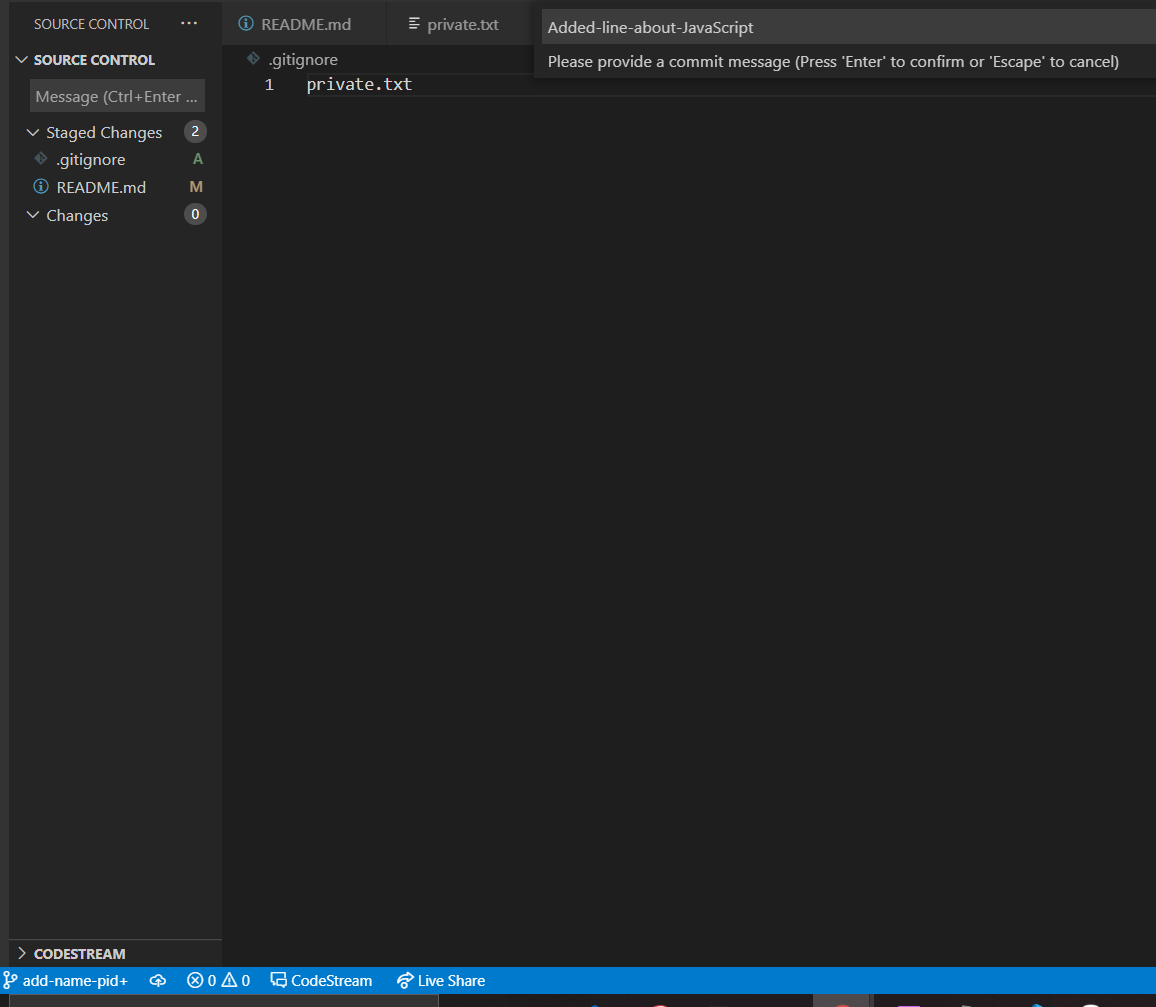 SOURCE CONTROL ...
SOURCE CONTROL
Message (Ctrl+Enter ...
Staged Changes 2
.gitignore A
README.md M
Changes 0
CODESTREAM
README.md private.txt
.gitignore
1 private.txt
Added-line-about-JavaScript
Please provide a commit message (Press 'Enter' to confirm or 'Escape' to cancel)
add-name-pid+ 0 0 CodeStream Live Share